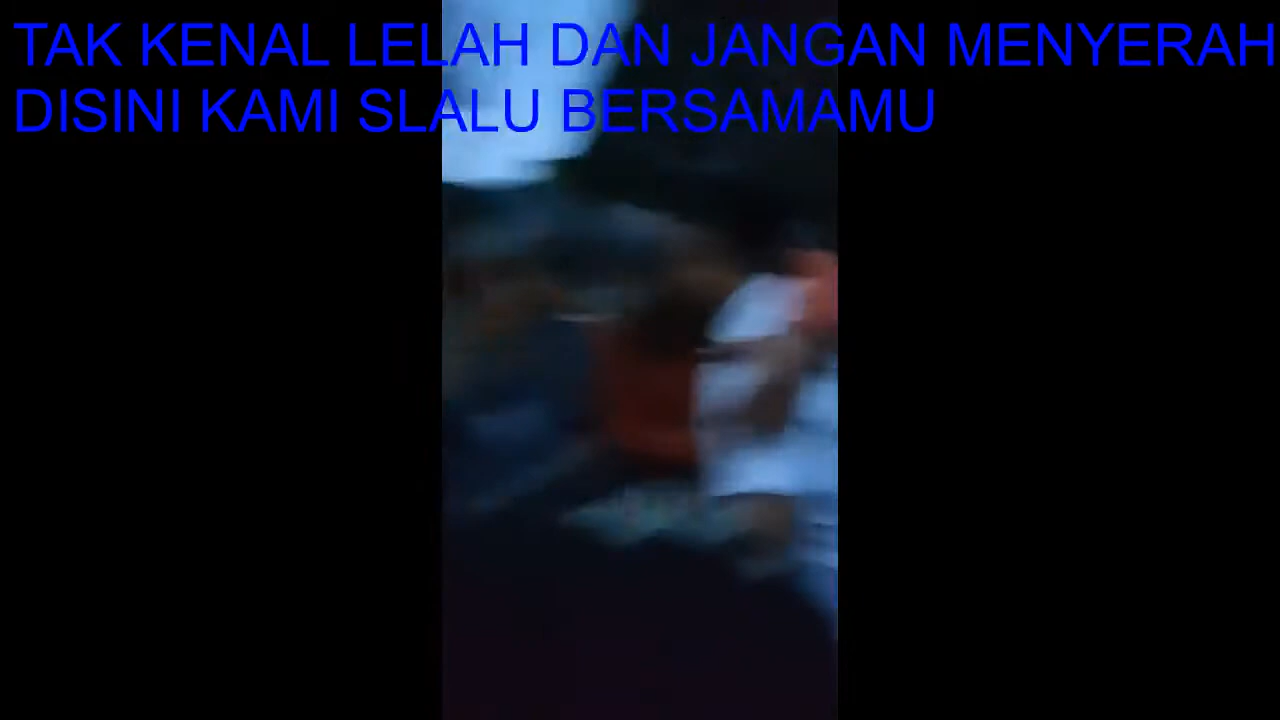 TAK KENAL LELAH DAN JANGAN MENYERAH
DISINI KAMI SLALU BERSAMAMU